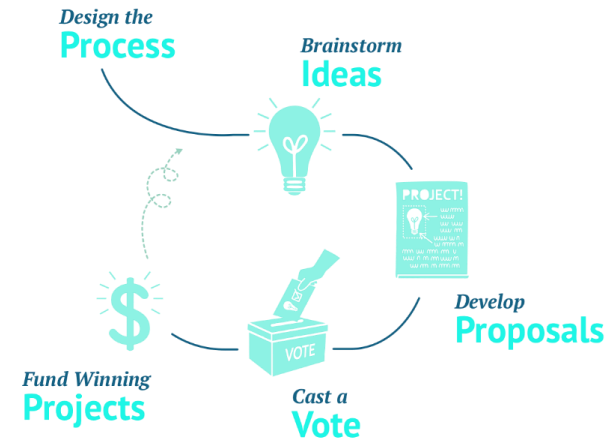 Design the
Process
Brainstorm
Ideas
PROJECT!
Develop
Proposals
VOTE
Cast a
Vote
Fund Winning
Projects